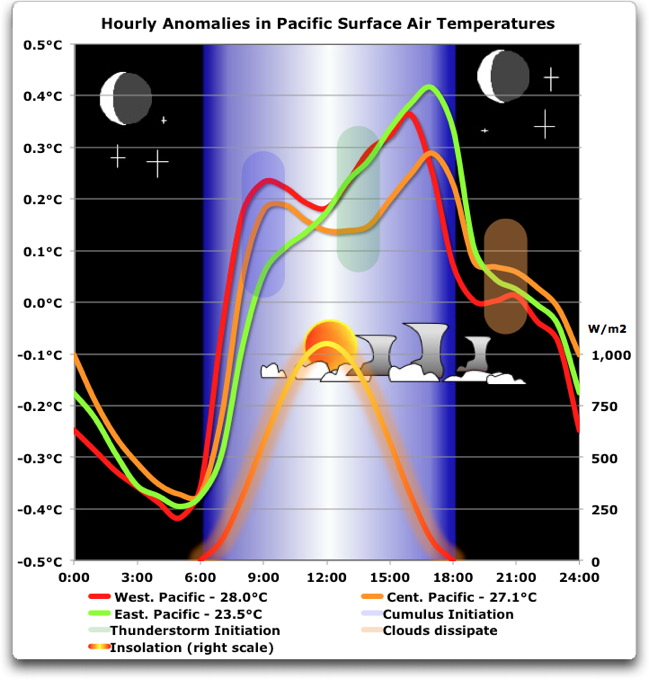 Hourly Anomalies in Pacific Surface Air Temperatures
0.5°C
0.4°C
0.3°C
0.2°C
0.1°C
0.0°C
-0.1°C
-0.2°C
-0.3°C
-0.4°C
-0.5°C
W/m2
1,000
750
500
250
0
0:00 3:00 6:00 9:00 12:00 15:00 18:00 21:00 24:00
West. Pacific - 28.0°C
Cent. Pacific - 27.1°C
East. Pacific - 23.5°C
Cumulus Initiation
Thunderstorm Initiation
Clouds dissipate
Insolation (right scale)